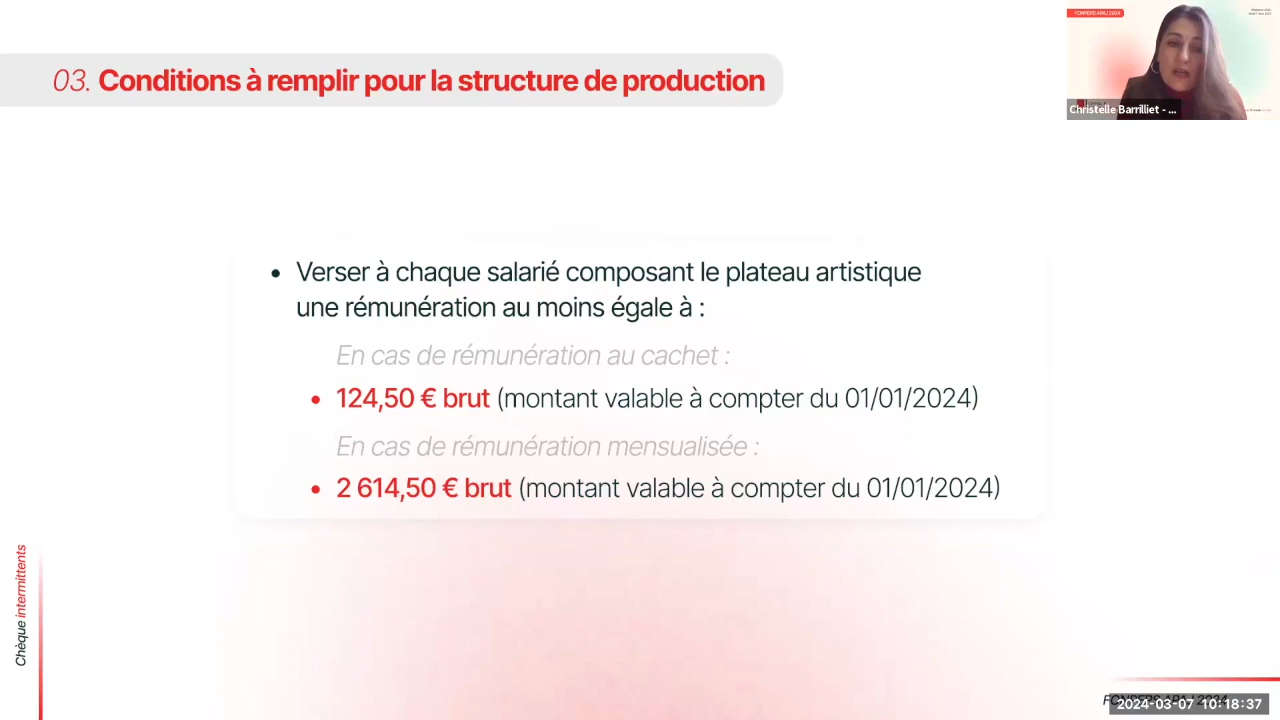 03. Conditions à remplir pour la structure de production
FONPEPS APAJ 2024
Christelle Barrilliet - ...
• Verser à chaque salarié composant le plateau artistique
une rémunération au moins égale à :
En cas de rémunération au cachet :
• 124,50 € brut (montant valable à compter du 01/01/2024)
En cas de rémunération mensualisée :
• 2 614,50 € brut (montant valable à compter du 01/01/2024)
Chèque intermittents
2024-03-07 10:18:37